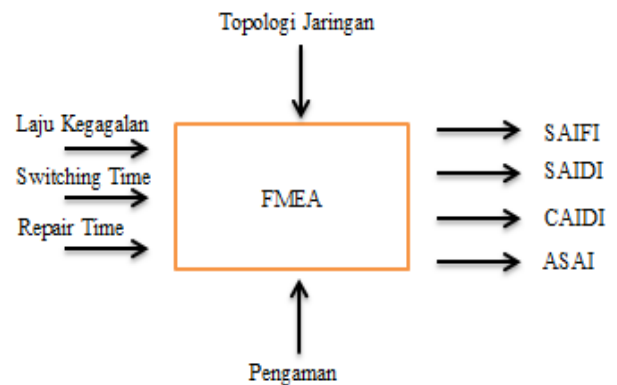 Topologi Jaringan
Laju Kegagalan
Switching Time
Repair Time
FMEA
SAIFI
SAIDI
CAIDI
ASAI
Pengaman